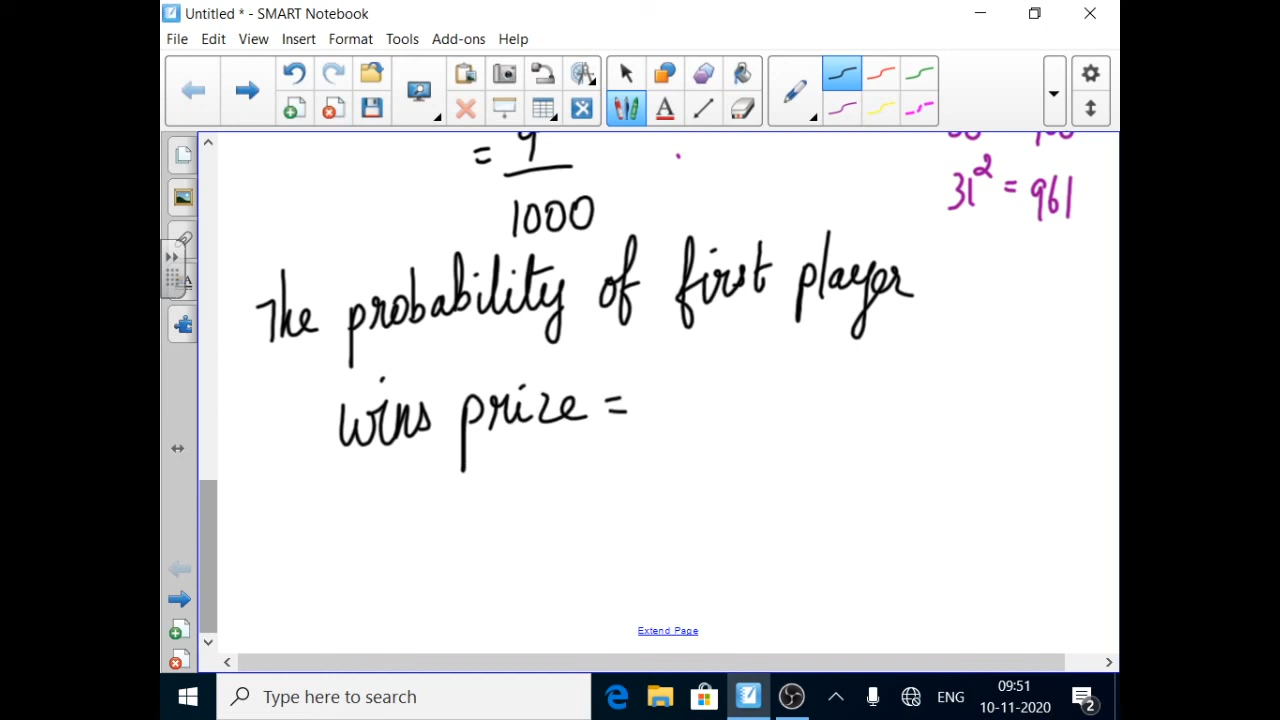 Untitled * - SMART Notebook
File Edit View Insert Format Tools Add-ons Help
= 9
1000
31² = 961
The probability of first player
wins prize =
Extend Page
Type here to search
ENG
09:51
10-11-2020
2